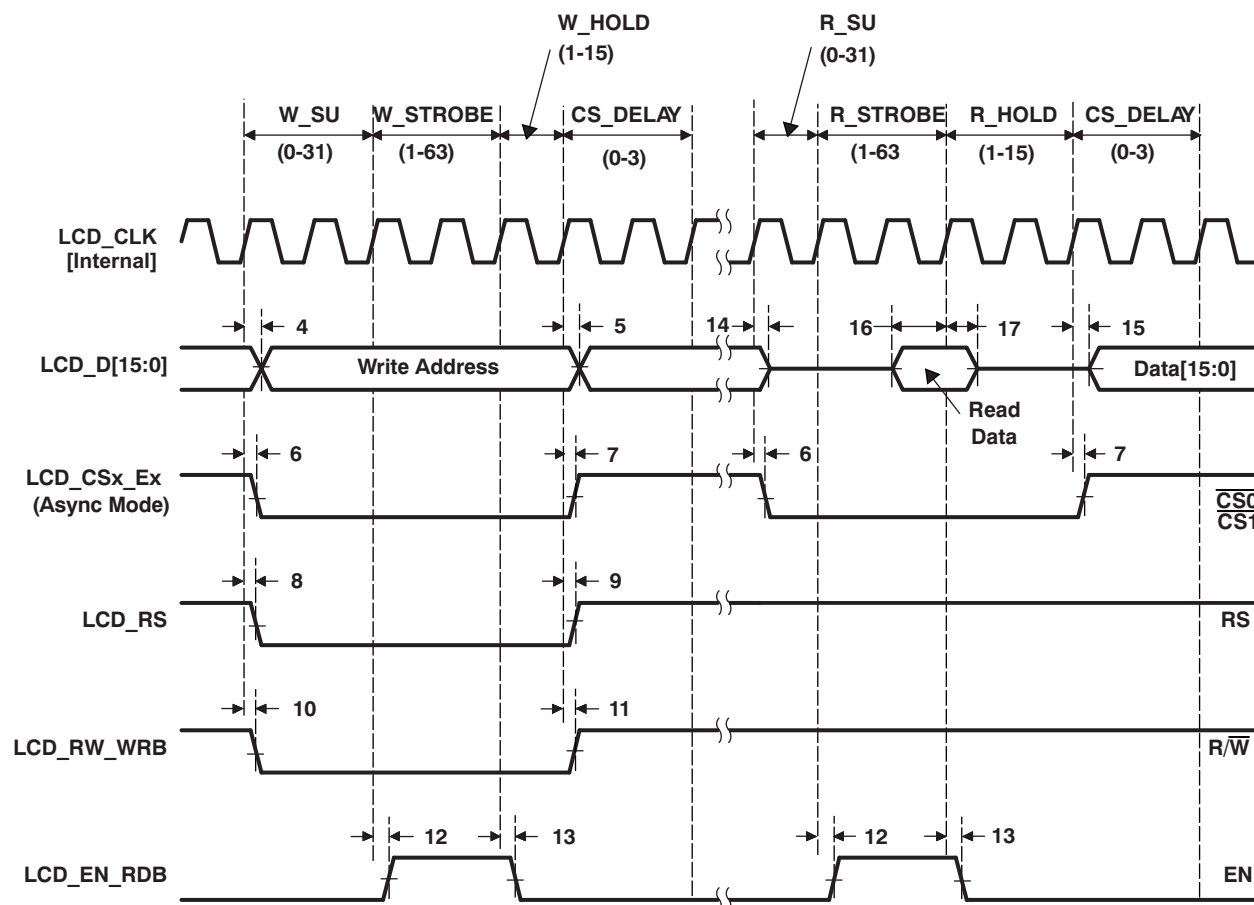 W_HOLD
(1-15)
R_SU
(0-31)
W_SU
W_STROBE
CS_DELAY
R_STROBE
R_HOLD
CS_DELAY
(0-31)
(1-63)
(0-3)
(1-63
(1-15)
(0-3)
LCD_CLK
[Internal]
4
5
14
16
17
15
LCD_D[15:0]
Write Address
Data[15:0]
Read
Data
6
7
6
7
LCD_CSx_Ex
(Async Mode)
CS0
CS1
8
9
LCD_RS
RS
10
11
LCD_RW_WRB
R/W
12
13
12
13
LCD_EN_RDB
EN